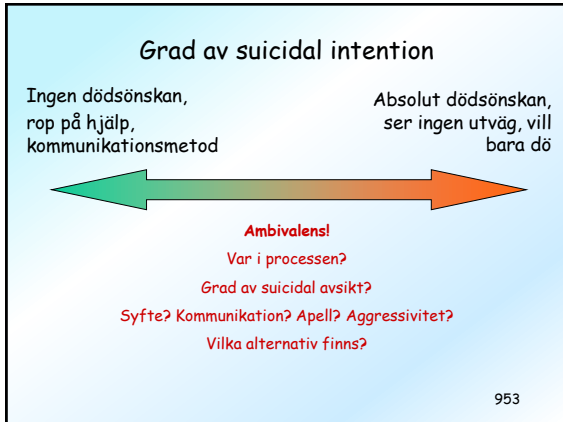 Grad av suicidal intention
Ingen dödsönskan,
rop på hjälp,
kommunikationsmetod
Absolut dödsönskan,
ser ingen utväg, vill
bara dö
Ambivalens!
Var i processen?
Grad av suicidal avsikt?
Syfte? Kommunikation? Apell? Aggressivitet?
Vilka alternativ finns?
953